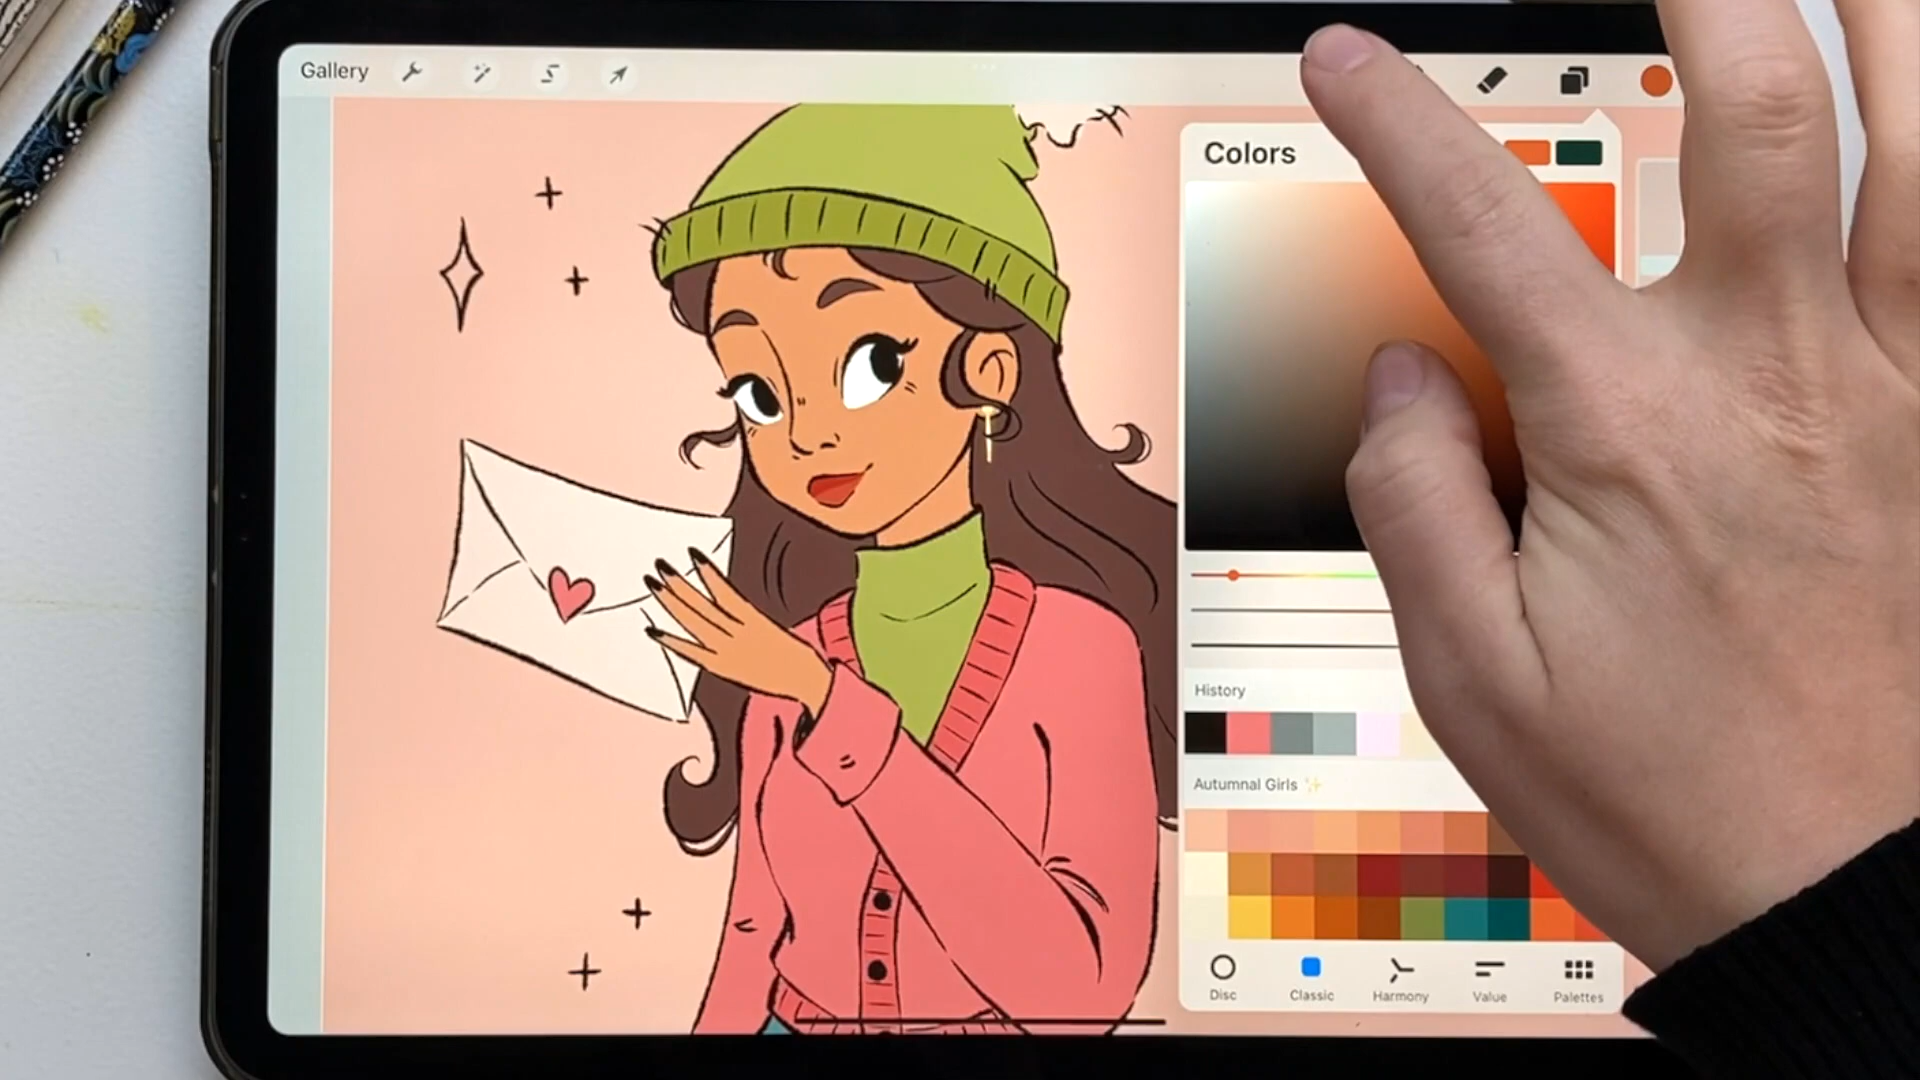 Gallery
Colors
History
Autumnal Girls ✨
Disc
Classic
Harmony
Value
Palettes